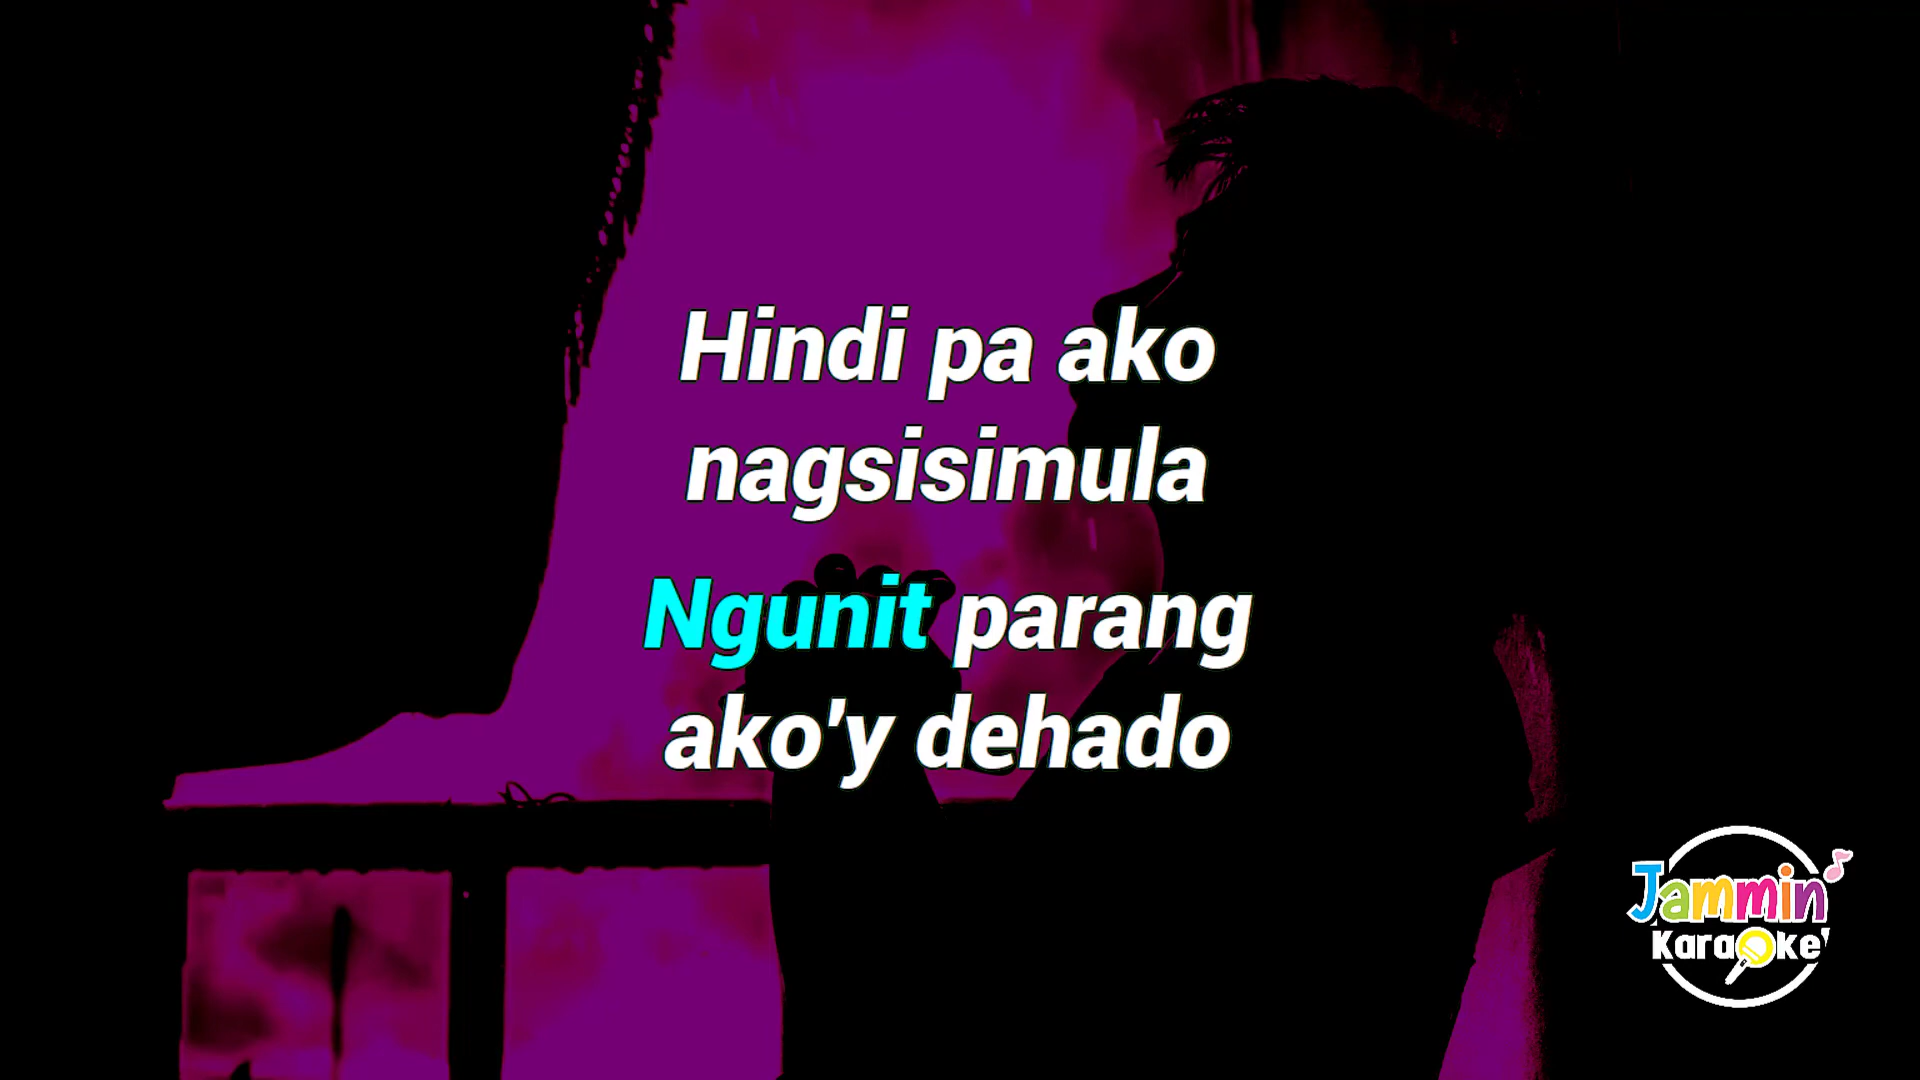 Hindi pa ako
nagsisimula
Ngunit parang
ako'y dehado
Jammin'
Karaoke